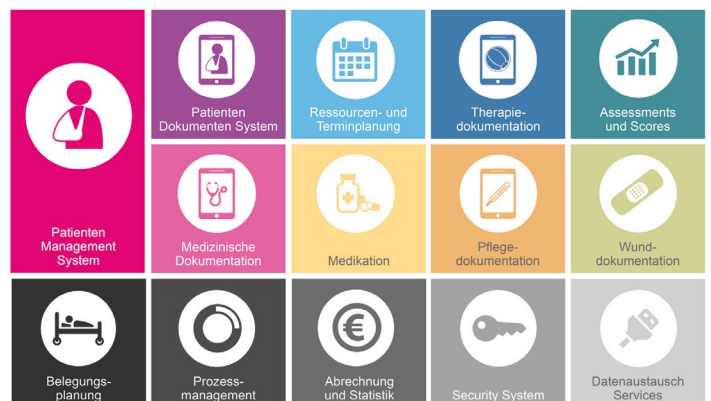 Patienten
Management
System
Patienten
Dokumenten System
Ressourcen- und
Terminplanung
Therapie-
dokumentation
Assessments
und Scores
Medizinische
Dokumentation
Medikation
Pflege-
dokumentation
Wund-
dokumentation
Belegungs-
planung
Prozess-
management
Abrechnung
und Statistik
Security System
Datenaustausch
Services